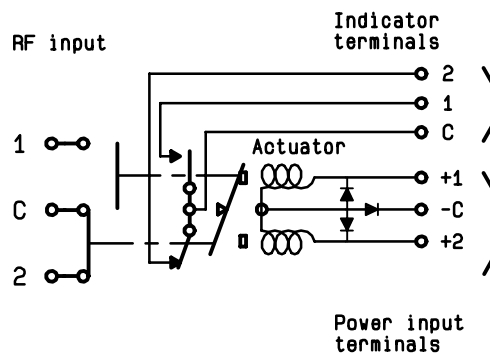 Indicator
terminals
RF input
2
1
C
Actuator
1
+1
C
-C
+2
2
Power input
terminals